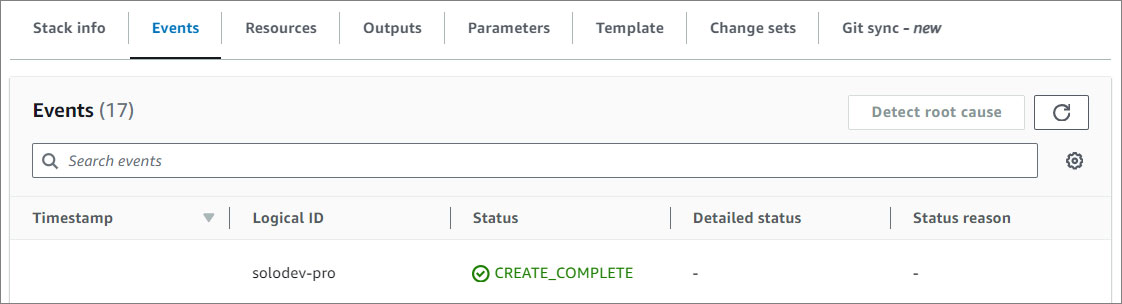 Stack info Events Resources Outputs Parameters Template Change sets Git sync - new
Events (17) Detect root cause
Search events
Timestamp Logical ID Status Detailed status Status reason
solodev-pro CREATE_COMPLETE - -